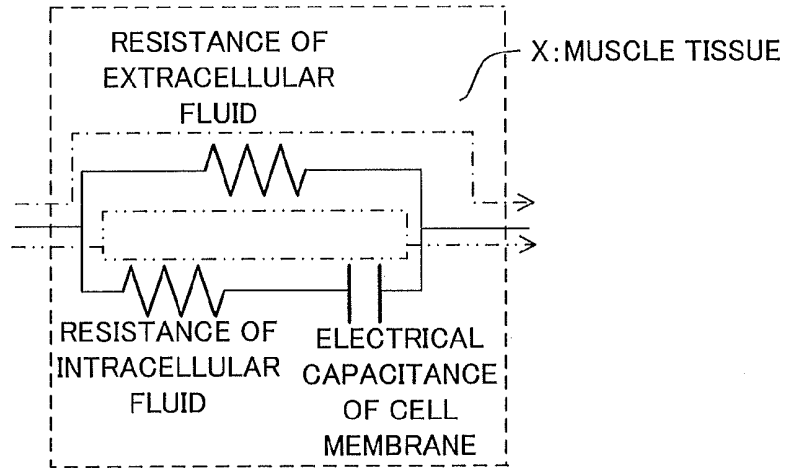 RESISTANCE OF
EXTRACELLULAR
FLUID
X:MUSCLE TISSUE
RESISTANCE OF
INTRACELLULAR
FLUID
ELECTRICAL
CAPACITANCE
OF CELL
MEMBRANE